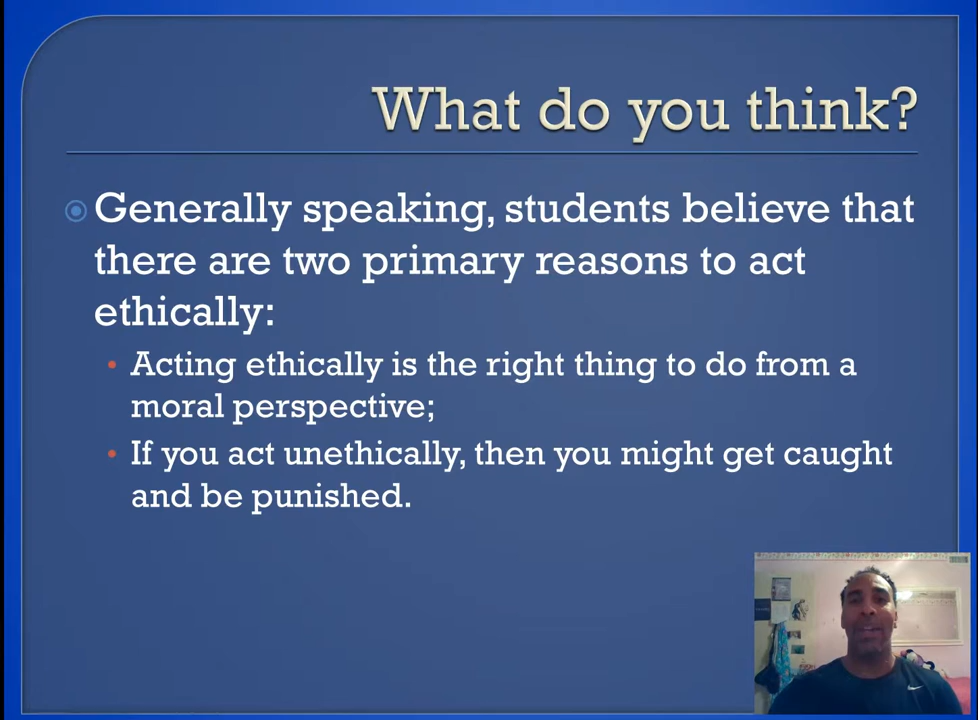 What do you think?
Generally speaking, students believe that
there are two primary reasons to act
ethically:
Acting ethically is the right thing to do from a
moral perspective;
If you act unethically, then you might get caught
and be punished.